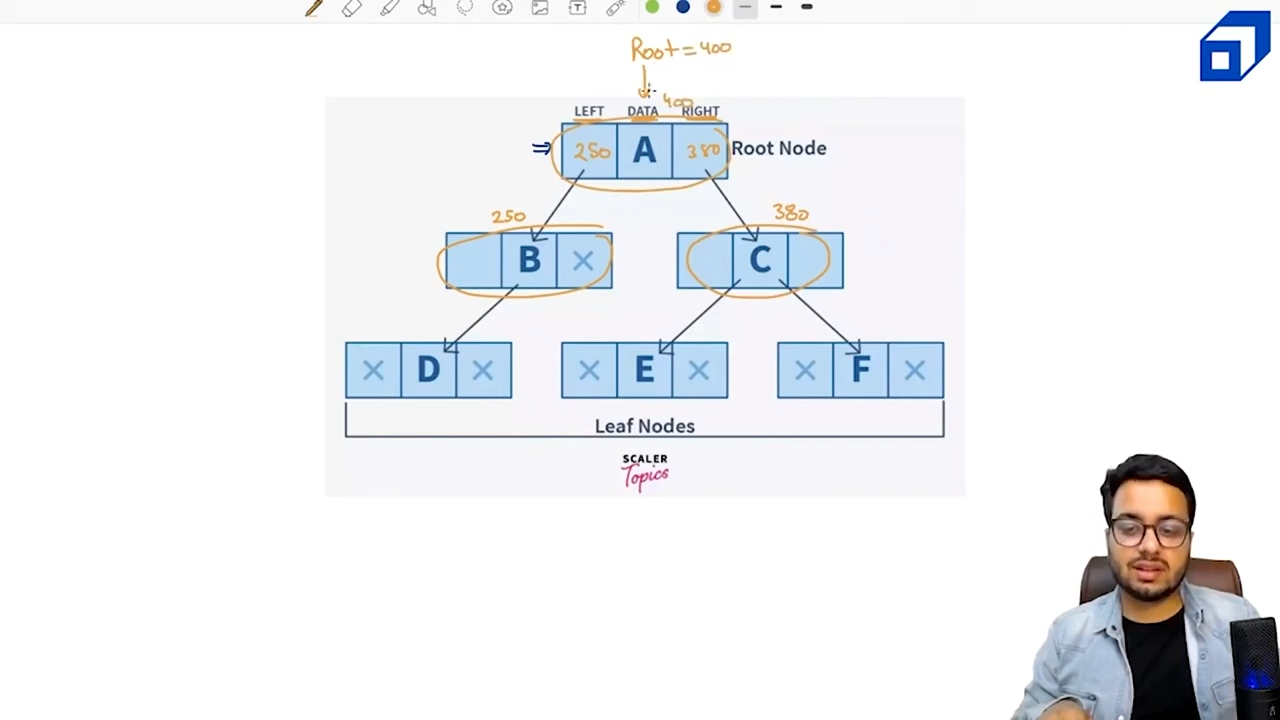 Root = 400
400
LEFT DATA RIGHT
250 A 380 Root Node
250 380
B × C
× D × × E × × F ×
Leaf Nodes
SCALER
Topics